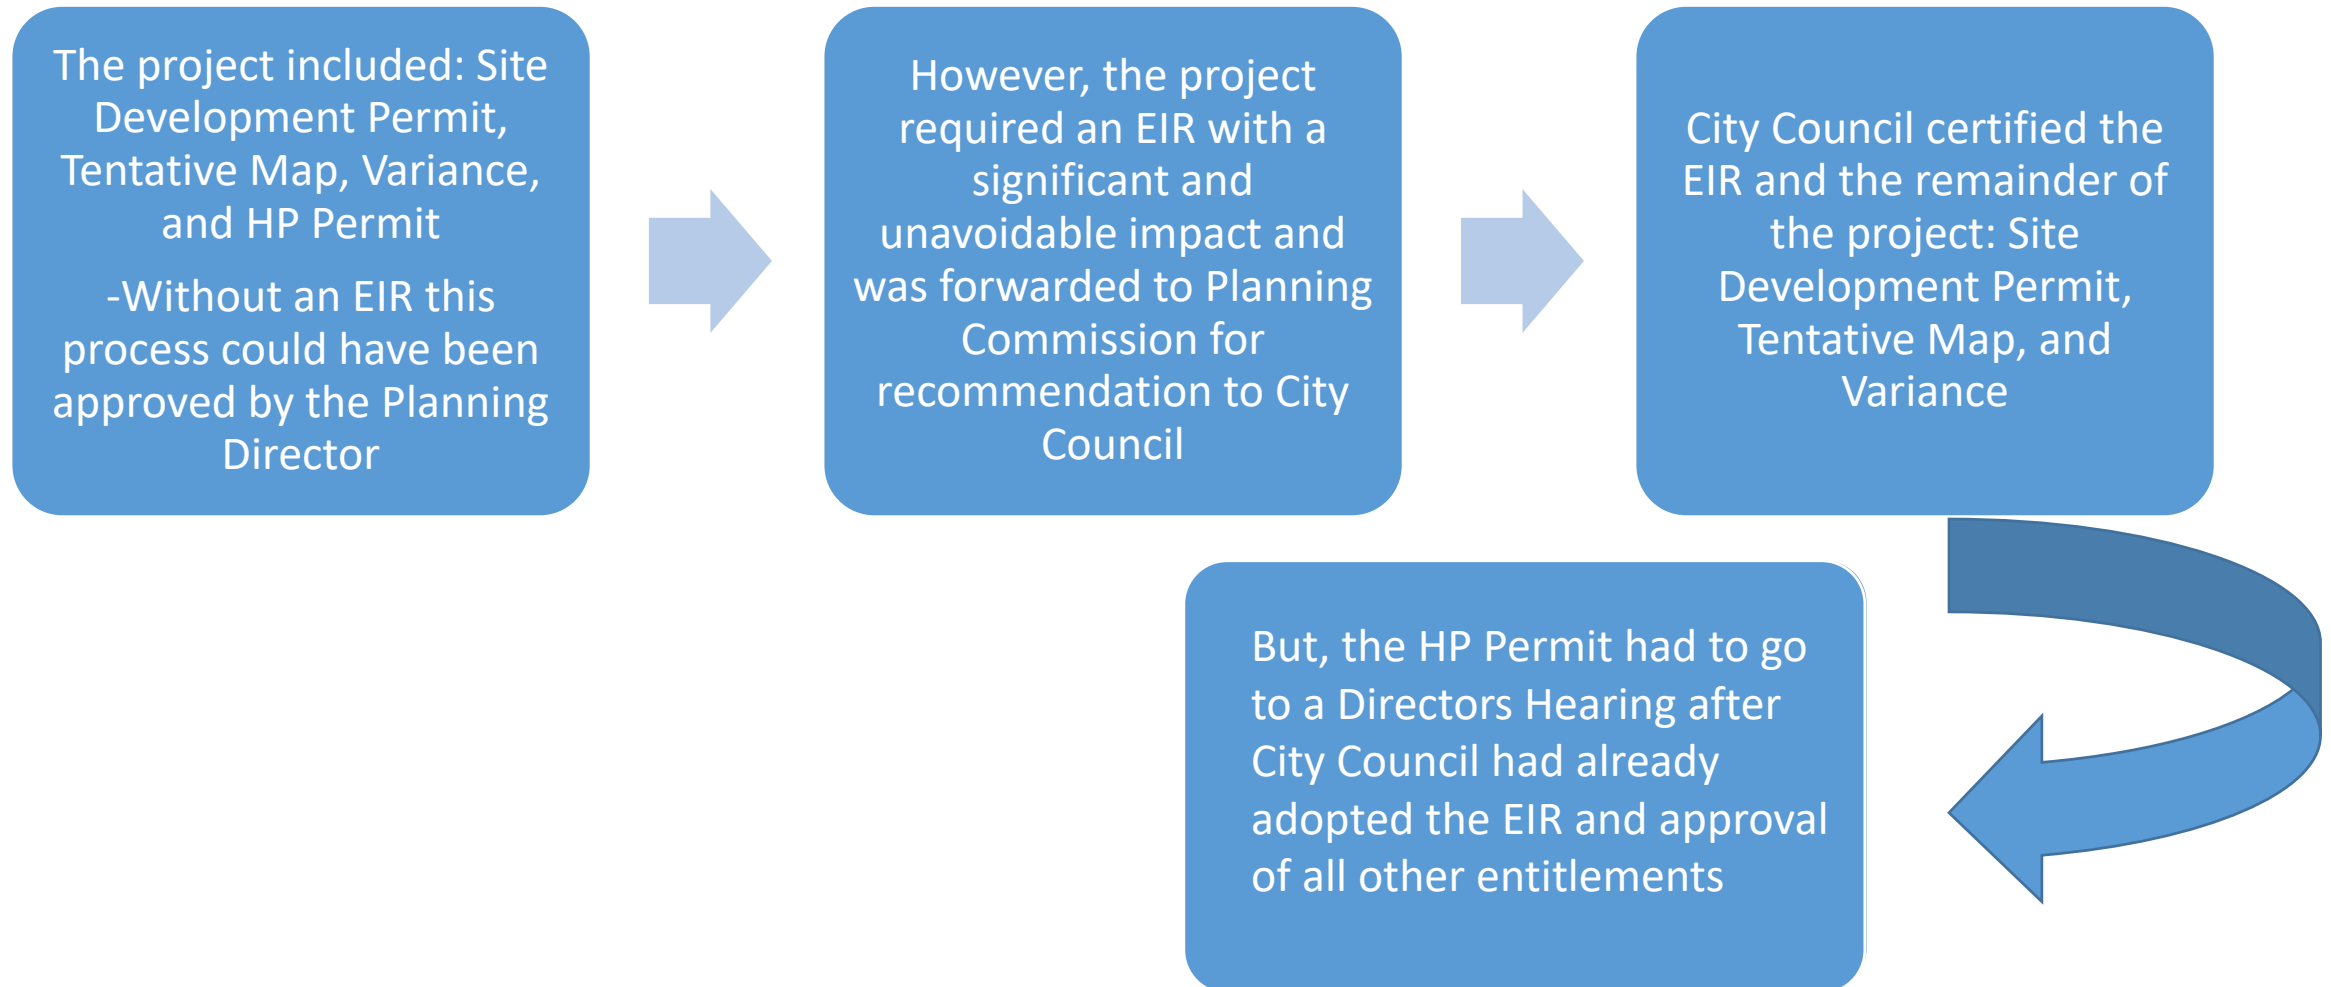 The project included: Site
Development Permit,
Tentative Map, Variance,
and HP Permit
-Without an EIR this
process could have been
approved by the Planning
Director
However, the project
required an EIR with a
significant and
unavoidable impact and
was forwarded to Planning
Commission for
recommendation to City
Council
City Council certified the
EIR and the remainder of
the project: Site
Development Permit,
Tentative Map, and
Variance
But, the HP Permit had to go
to a Directors Hearing after
City Council had already
adopted the EIR and approval
of all other entitlements